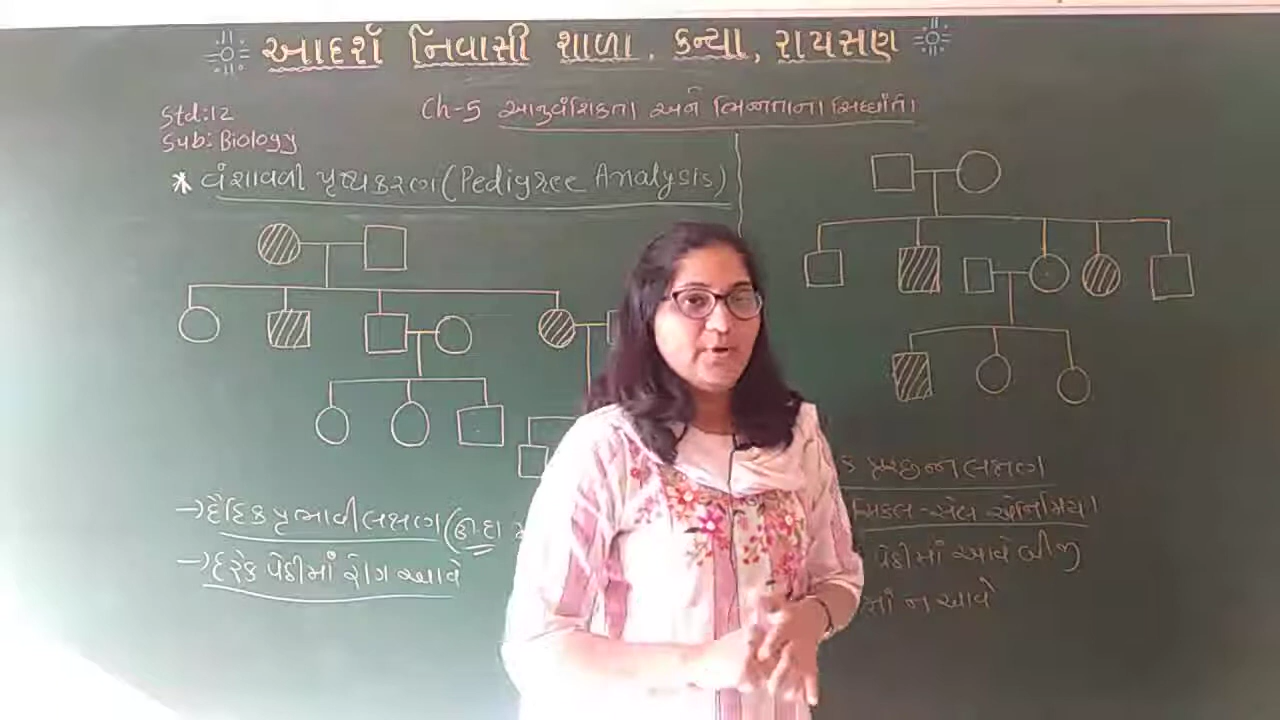 આદર્શ નિવાસી શાળા, કન્યા, રાયસણ
Std:12
Sub: Biology
Ch-5 આનુવંશિકતા અને ભિન્નતાના સિદ્ધાંતો
* વંશાવળી પૃથ્થકરણ (Pedigree Analysis)
→ દૈહિક પ્રભાવી લક્ષણ (ઉ.દા
→ દરેક પેઢીમાં રોગ આવે
પ્રચ્છન્ન લક્ષણ
સિકલ-સેલ એનિમિયા
પેઢીમાં આવે બીજી
ન આવે